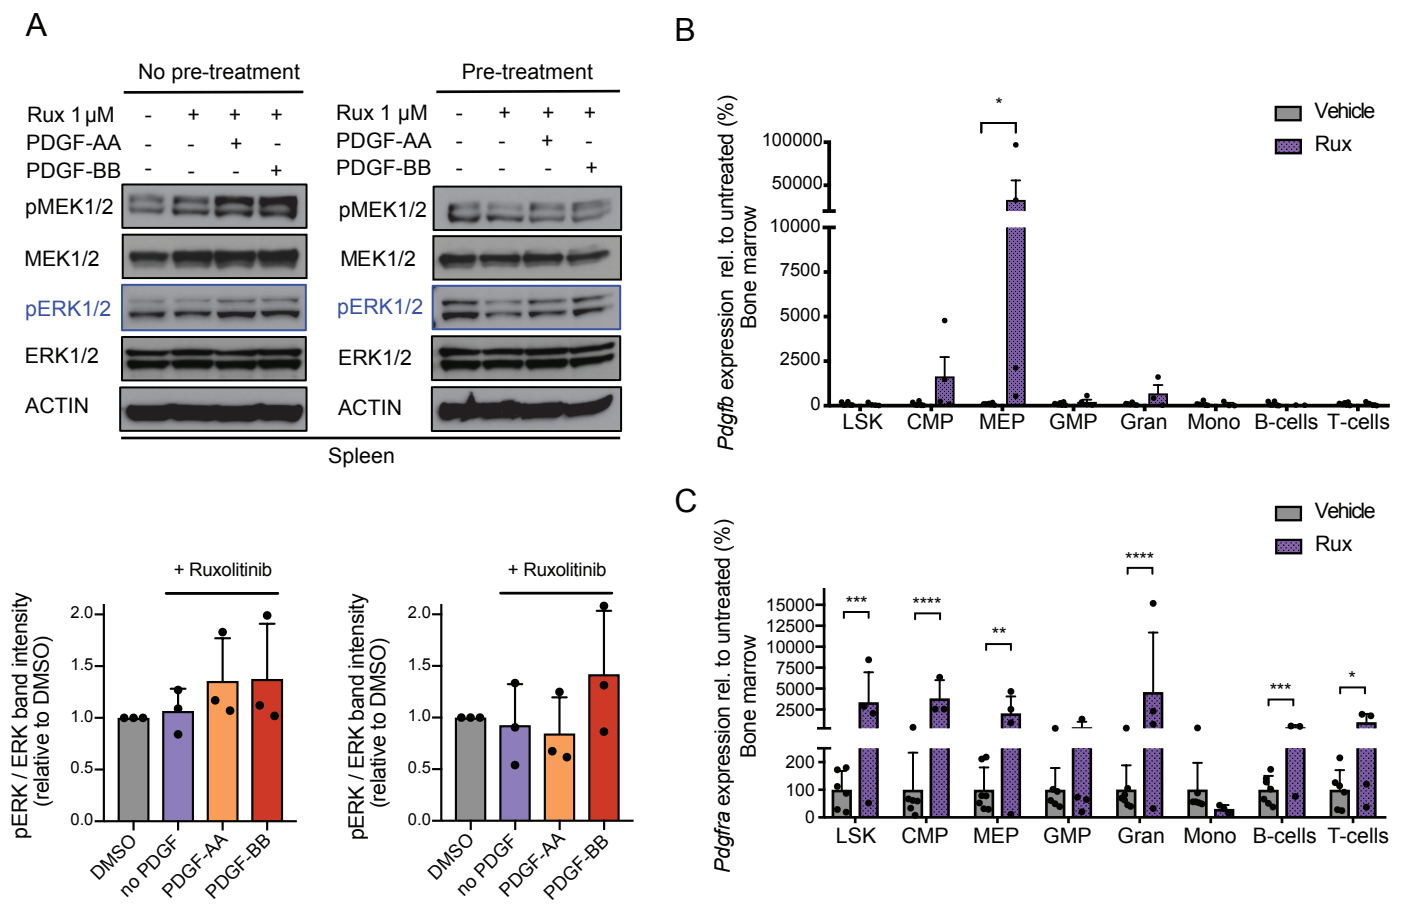 A
No pre-treatment
Rux 1 µM - + + +
PDGF-AA - - + -
PDGF-BB - - - +
pMEK1/2
MEK1/2
pERK1/2
ERK1/2
ACTIN
Pre-treatment
Rux 1 µM - + + +
PDGF-AA - - + -
PDGF-BB - - - +
pMEK1/2
MEK1/2
pERK1/2
ERK1/2
ACTIN
Spleen
+ Ruxolitinib
pERK / ERK band intensity
(relative to DMSO)
2.0
1.5
1.0
0.5
0.0
DMSO
no PDGF
PDGF-AA
PDGF-BB
+ Ruxolitinib
pERK / ERK band intensity
(relative to DMSO)
2.0
1.5
1.0
0.5
0.0
DMSO
no PDGF
PDGF-AA
PDGF-BB
B
Vehicle
Rux
Pdgfb expression rel. to untreated (%)
Bone marrow
*
100000
50000
10000
7500
5000
2500
0
LSK CMP MEP GMP Gran Mono B-cells T-cells
C
Vehicle
Rux
Pdgfra expression rel. to untreated (%)
Bone marrow
*** **** ** **** *** *
15000
12500
10000
7500
5000
2500
200
100
0
LSK CMP MEP GMP Gran Mono B-cells T-cells